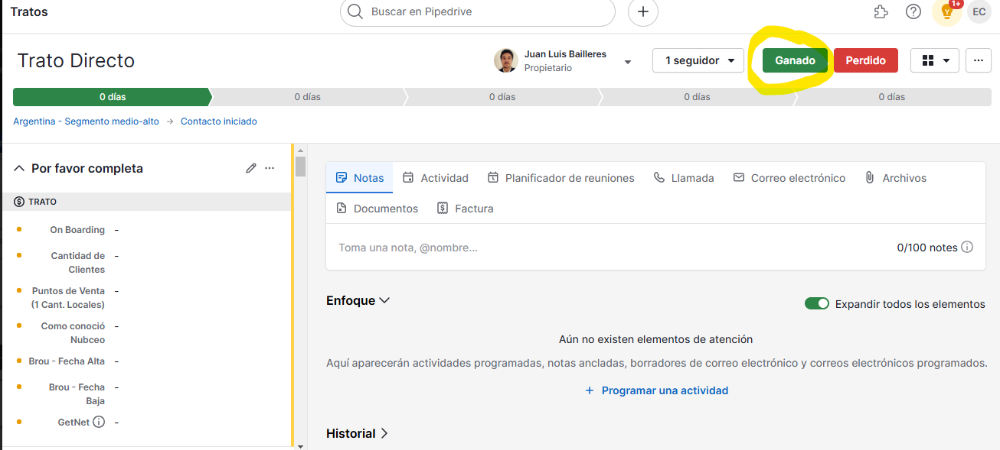 Tratos
Buscar en Pipedrive
1+
EC
Trato Directo
Juan Luis Bailleres
Propietario
1 seguidor
Ganado
Perdido
0 días
0 días
0 días
0 días
0 días
Argentina - Segmento medio-alto → Contacto iniciado
Por favor completa
TRATO
On Boarding -
Cantidad de Clientes -
Puntos de Venta (1 Cant. Locales) -
Como conoció Nubceo -
Brou - Fecha Alta -
Brou - Fecha Baja -
GetNet -
Notas
Actividad
Planificador de reuniones
Llamada
Correo electrónico
Archivos
Documentos
Factura
Toma una nota, @nombre...
0/100 notes
Enfoque
Expandir todos los elementos
Aún no existen elementos de atención
Aquí aparecerán actividades programadas, notas ancladas, borradores de correo electrónico y correos electrónicos programados.
+ Programar una actividad
Historial